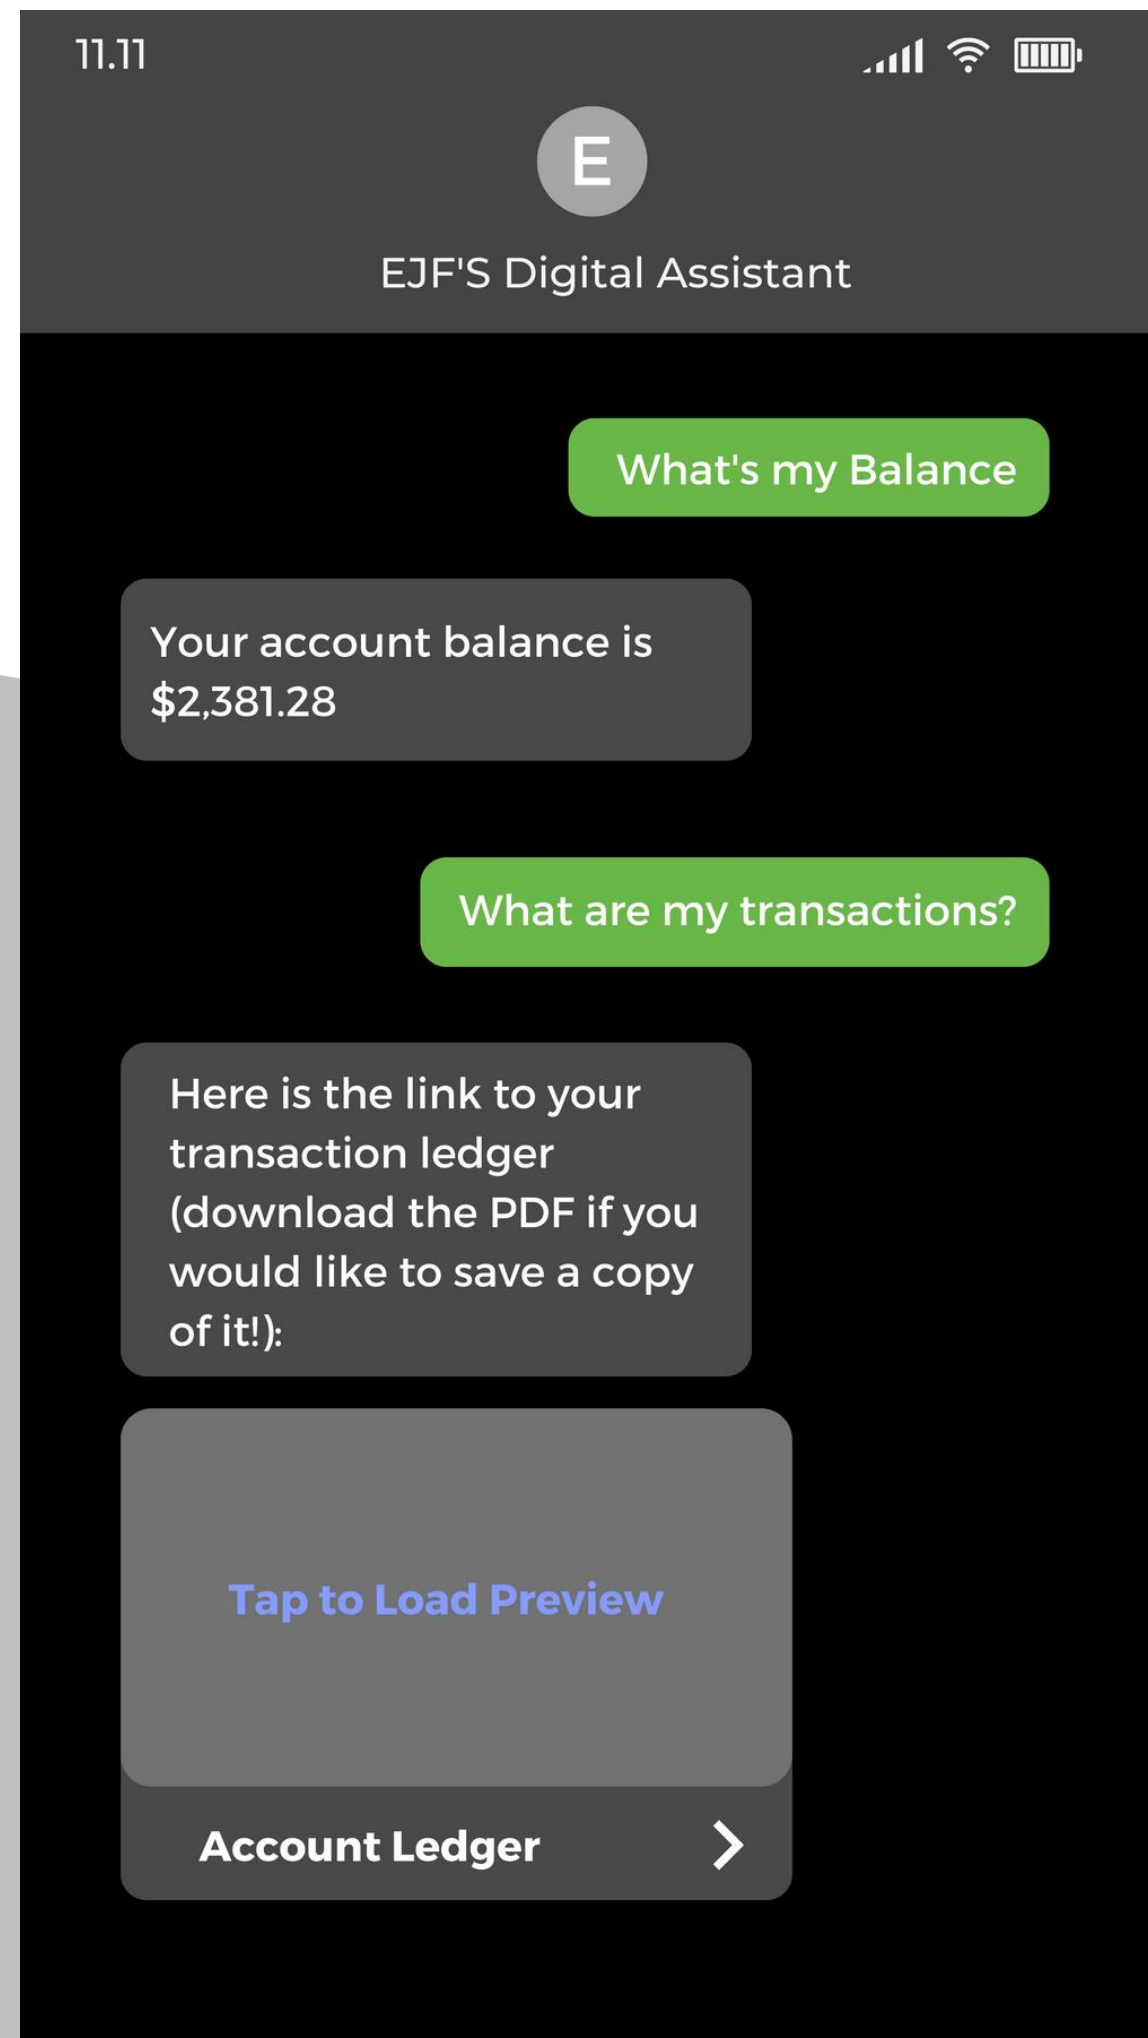 11.11
E
EJF'S Digital Assistant
What's my Balance
Your account balance is
$2,381.28
What are my transactions?
Here is the link to your
transaction ledger
(download the PDF if you
would like to save a copy
of it!):
Tap to Load Preview
Account Ledger